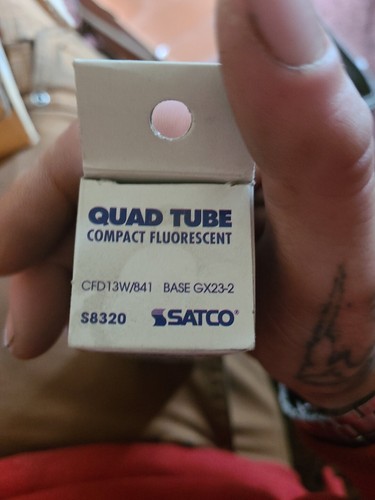 QUAD TUBE
COMPACT FLUORESCENT
CFD13W/841 BASE GX23-2
S8320 SATCO®